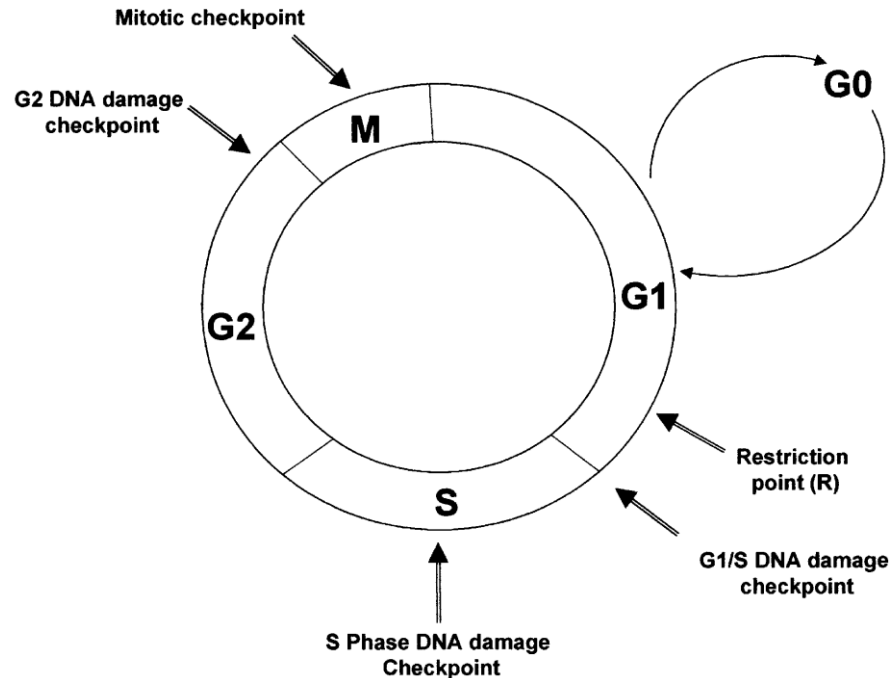 Mitotic checkpoint
G0
G2 DNA damage
checkpoint
M
G1
G2
Restriction
point (R)
S
G1/S DNA damage
checkpoint
S Phase DNA damage
Checkpoint